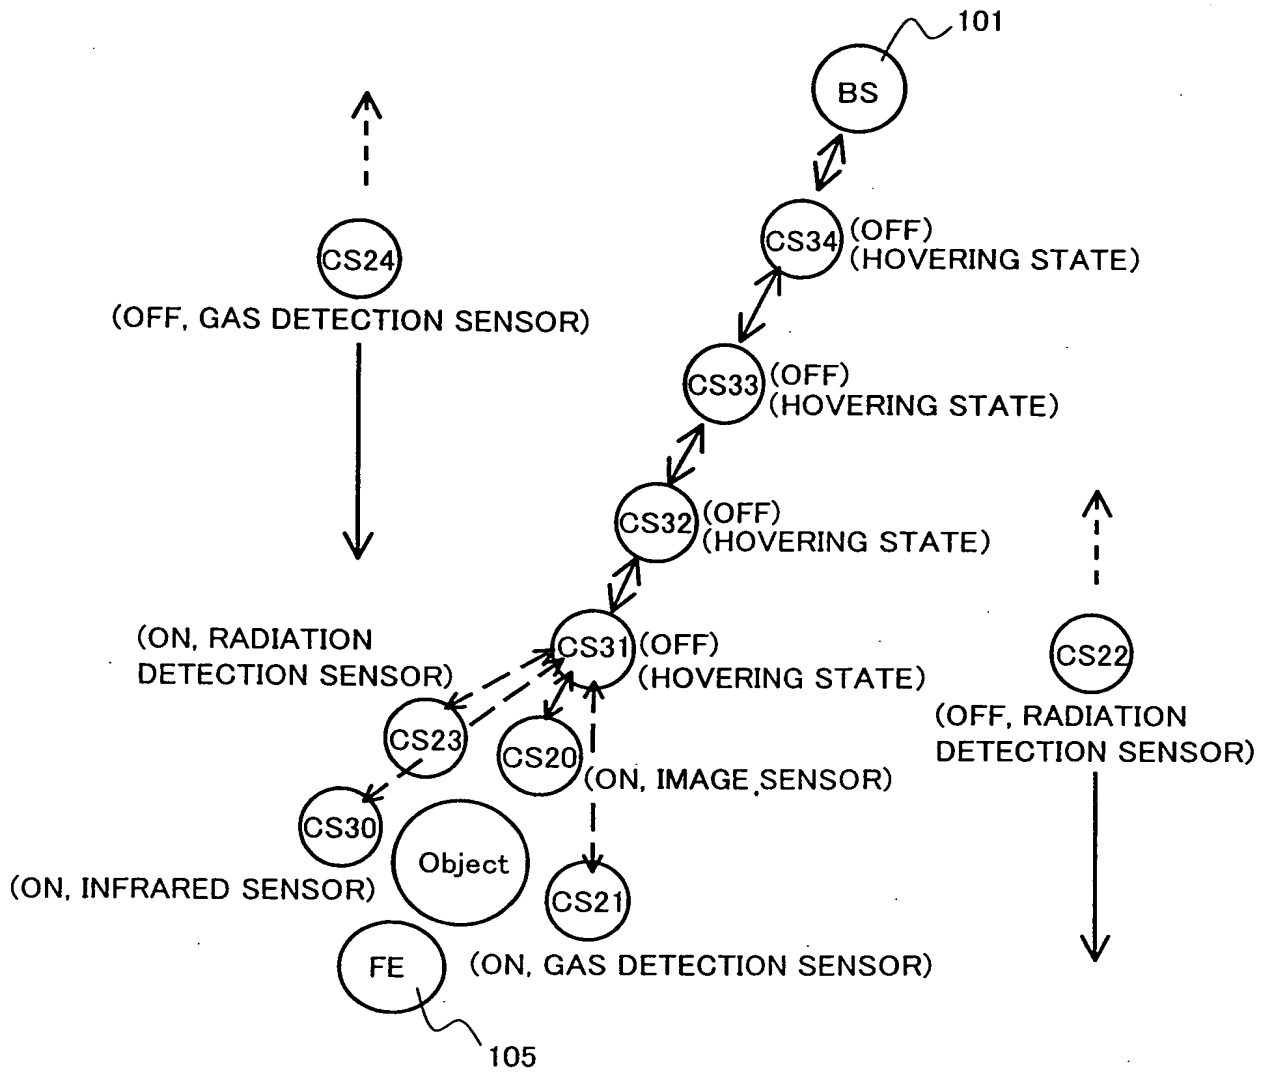 101
BS
CS34
(OFF)
(HOVERING STATE)
CS24
(OFF, GAS DETECTION SENSOR)
CS33
(OFF)
(HOVERING STATE)
CS32
(OFF)
(HOVERING STATE)
(ON, RADIATION
DETECTION SENSOR)
CS31
(OFF)
(HOVERING STATE)
CS22
(OFF, RADIATION
DETECTION SENSOR)
CS23
CS20
(ON, IMAGE SENSOR)
CS30
(ON, INFRARED SENSOR)
Object
CS21
(ON, GAS DETECTION SENSOR)
FE
105